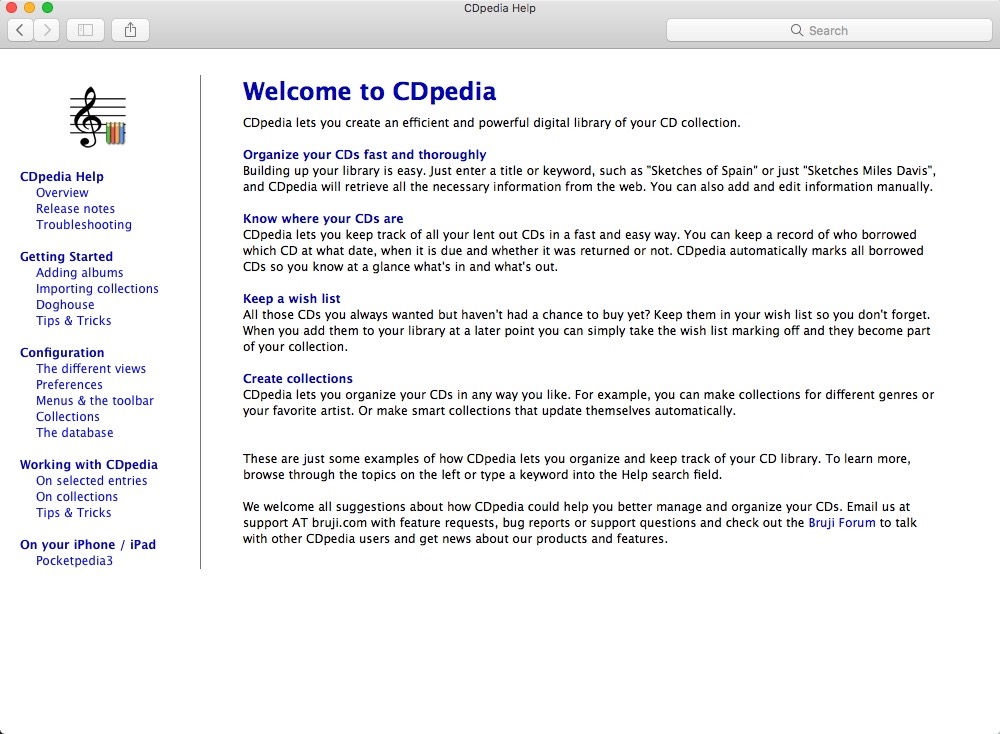 CDpedia Help
Search
CDpedia Help
Overview
Release notes
Troubleshooting
Getting Started
Adding albums
Importing collections
Doghouse
Tips & Tricks
Configuration
The different views
Preferences
Menus & the toolbar
Collections
The database
Working with CDpedia
On selected entries
On collections
Tips & Tricks
On your iPhone / iPad
Pocketpedia3
Welcome to CDpedia
CDpedia lets you create an efficient and powerful digital library of your CD collection.
Organize your CDs fast and thoroughly
Building up your library is easy. Just enter a title or keyword, such as "Sketches of Spain" or just "Sketches Miles Davis",
and CDpedia will retrieve all the necessary information from the web. You can also add and edit information manually.
Know where your CDs are
CDpedia lets you keep track of all your lent out CDs in a fast and easy way. You can keep a record of who borrowed
which CD at what date, when it is due and whether it was returned or not. CDpedia automatically marks all borrowed
CDs so you know at a glance what's in and what's out.
Keep a wish list
All those CDs you always wanted but haven't had a chance to buy yet? Keep them in your wish list so you don't forget.
When you add them to your library at a later point you can simply take the wish list marking off and they become part
of your collection.
Create collections
CDpedia lets you organize your CDs in any way you like. For example, you can make collections for different genres or
your favorite artist. Or make smart collections that update themselves automatically.
These are just some examples of how CDpedia lets you organize and keep track of your CD library. To learn more,
browse through the topics on the left or type a keyword into the Help search field.
We welcome all suggestions about how CDpedia could help you better manage and organize your CDs. Email us at
support AT bruji.com with feature requests, bug reports or support questions and check out the Bruji Forum to talk
with other CDpedia users and get news about our products and features.